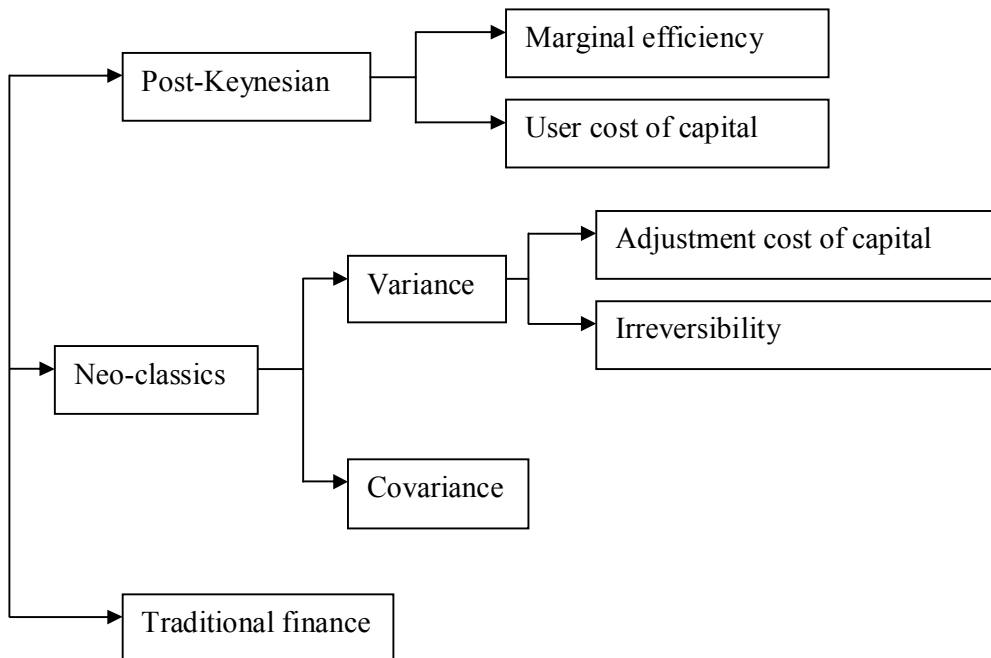 Marginal efficiency
Post-Keynesian
User cost of capital
Adjustment cost of capital
Variance
Irreversibility
Neo-classics
Covariance
Traditional finance